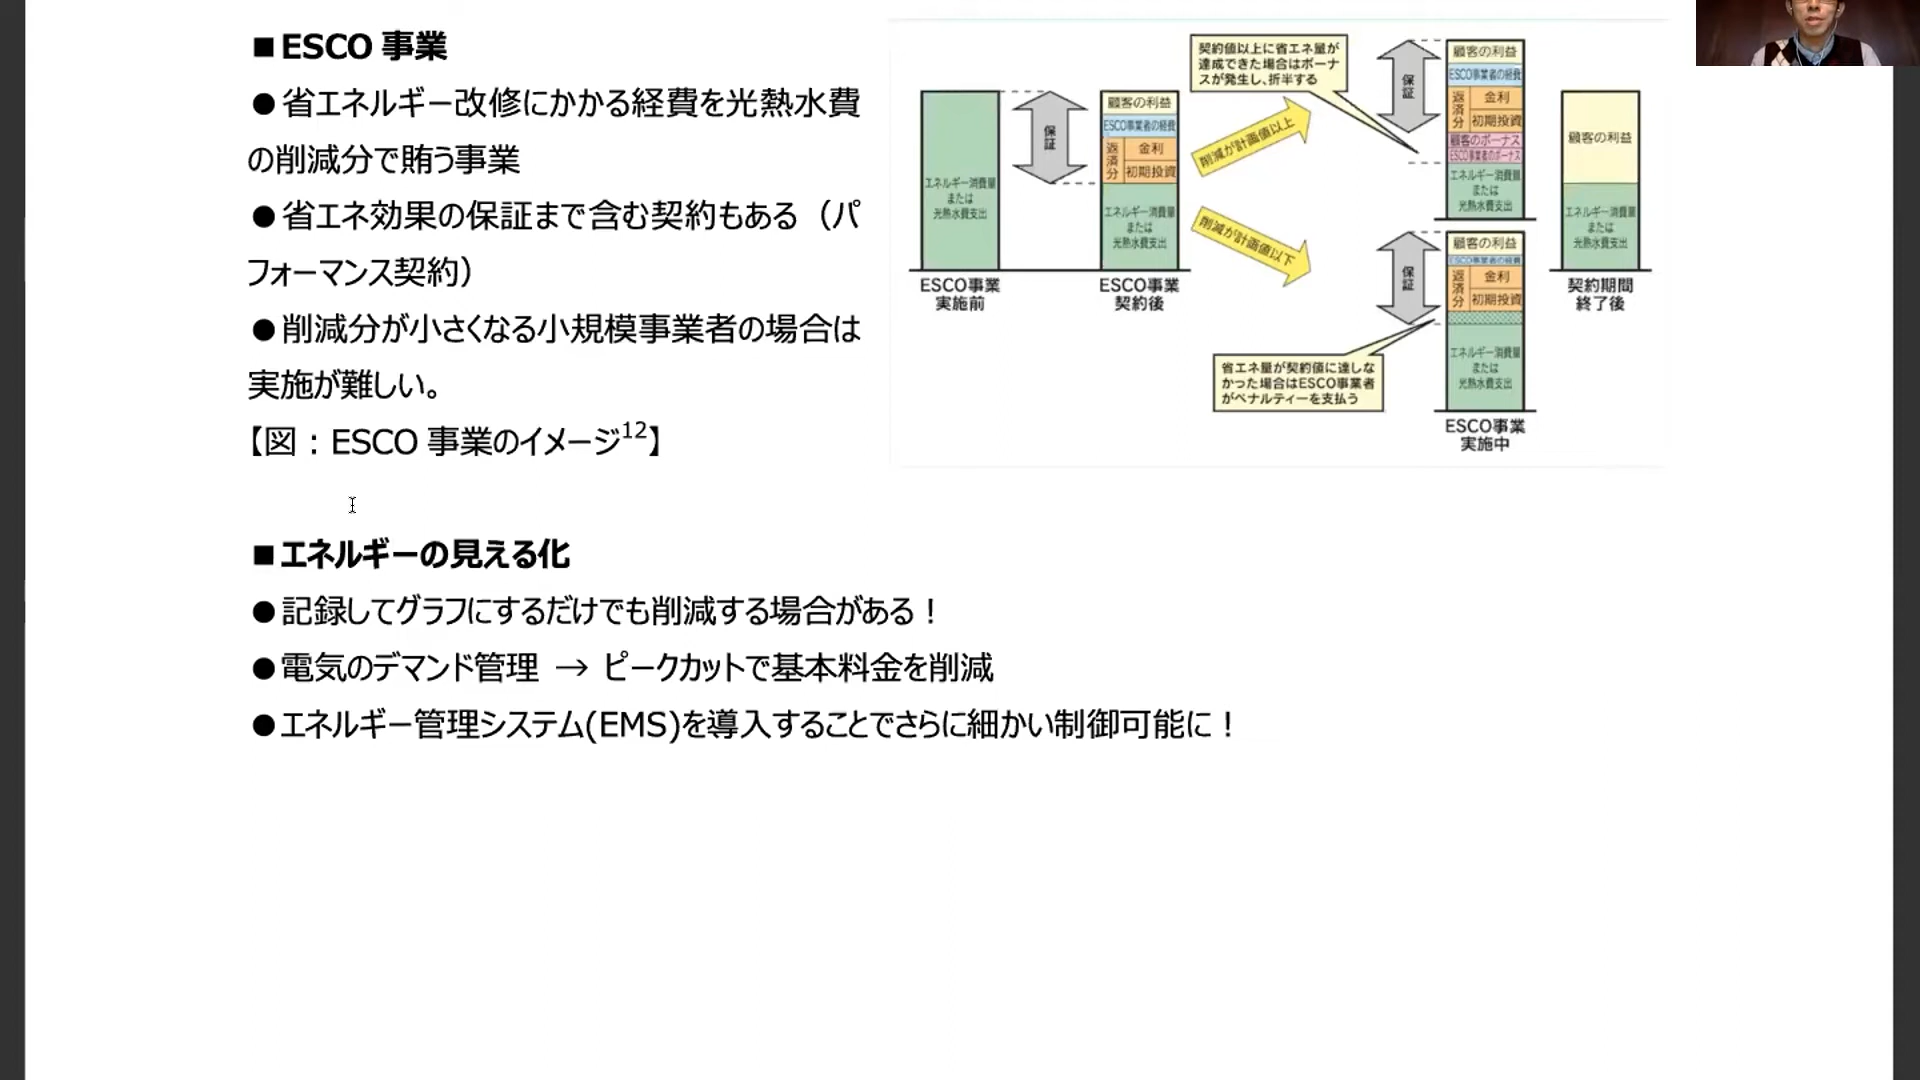 ■ESCO 事業
●省エネルギー改修にかかる経費を光熱水費
の削減分で賄う事業
●省エネ効果の保証まで含む契約もある（パ
フォーマンス契約）
●削減分が小さくなる小規模事業者の場合は
実施が難しい。
【図：ESCO 事業のイメージ12】
エネルギー消費量
または
光熱水費支出
ESCO事業
実施前
保証
顧客の利益
ESCO事業者の経費
返済分
金利
初期投資
エネルギー消費量
または
光熱水費支出
ESCO事業
契約後
契約値以上に省エネ量が
達成できた場合はボーナ
スが発生し、折半する
削減が計画値以上
削減が計画値以下
省エネ量が契約値に達しな
かった場合はESCO事業者
がペナルティーを支払う
保証
顧客の利益
ESCO事業者の経費
返済分
金利
初期投資
顧客のボーナス
ESCO事業者のボーナス
エネルギー消費量
または
光熱水費支出
保証
顧客の利益
ESCO事業者の経費
返済分
金利
初期投資
エネルギー消費量
または
光熱水費支出
ESCO事業
実施中
顧客の利益
エネルギー消費量
または
光熱水費支出
契約期間
終了後
■エネルギーの見える化
●記録してグラフにするだけでも削減する場合がある！
●電気のデマンド管理 → ピークカットで基本料金を削減
●エネルギー管理システム(EMS)を導入することでさらに細かい制御可能に！